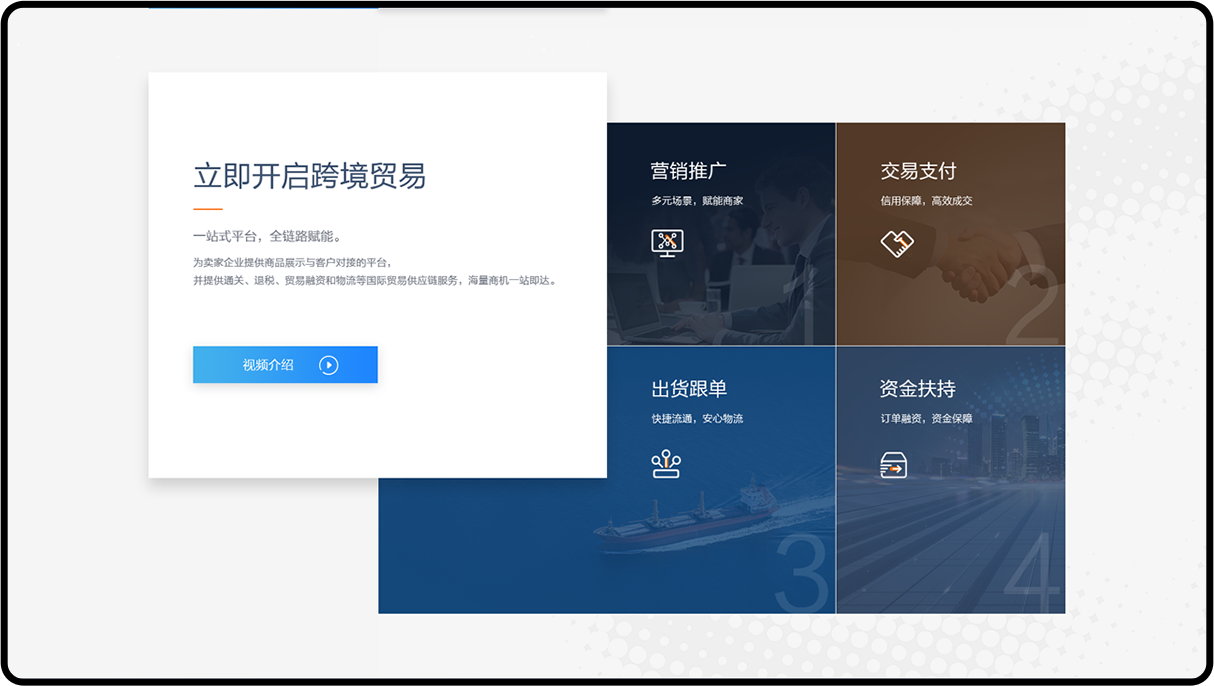 立即开启跨境贸易
一站式平台，全链路赋能。
为卖家企业提供商品展示与客户对接的平台，
并提供通关、退税、贸易融资和物流等国际贸易供应链服务，海量商机一站即达。
视频介绍
营销推广
多元场景，赋能商家
1
交易支付
信用保障，高效成交
2
出货跟单
快捷流通，安心物流
3
资金扶持
订单融资，资金保障
4